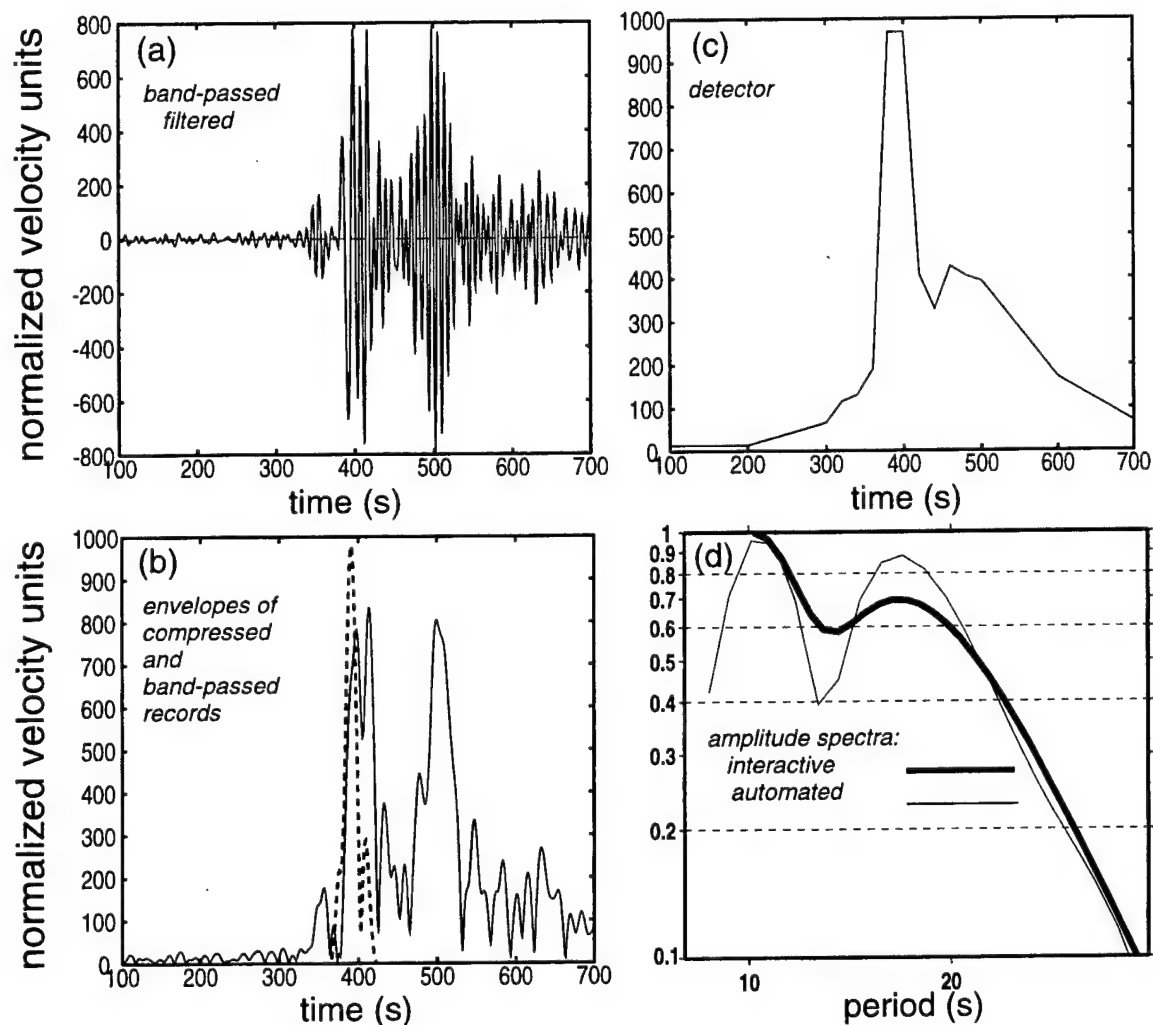 normalized velocity units
800
600
400
200
0
-200
-400
-600
-800
100 200 300 400 500 600 700
time (s)
(a)
band-passed
filtered
1000
900
800
700
600
500
400
300
200
100
0
100 200 300 400 500 600 700
time (s)
(c)
detector
normalized velocity units
1000
900
800
700
600
500
400
300
200
100
0
100 200 300 400 500 600 700
time (s)
(b)
envelopes of
compressed
and
band-passed
records
1
0.9
0.8
0.7
0.6
0.5
0.4
0.3
0.2
0.1
10 20
period (s)
(d)
amplitude spectra:
interactive
automated